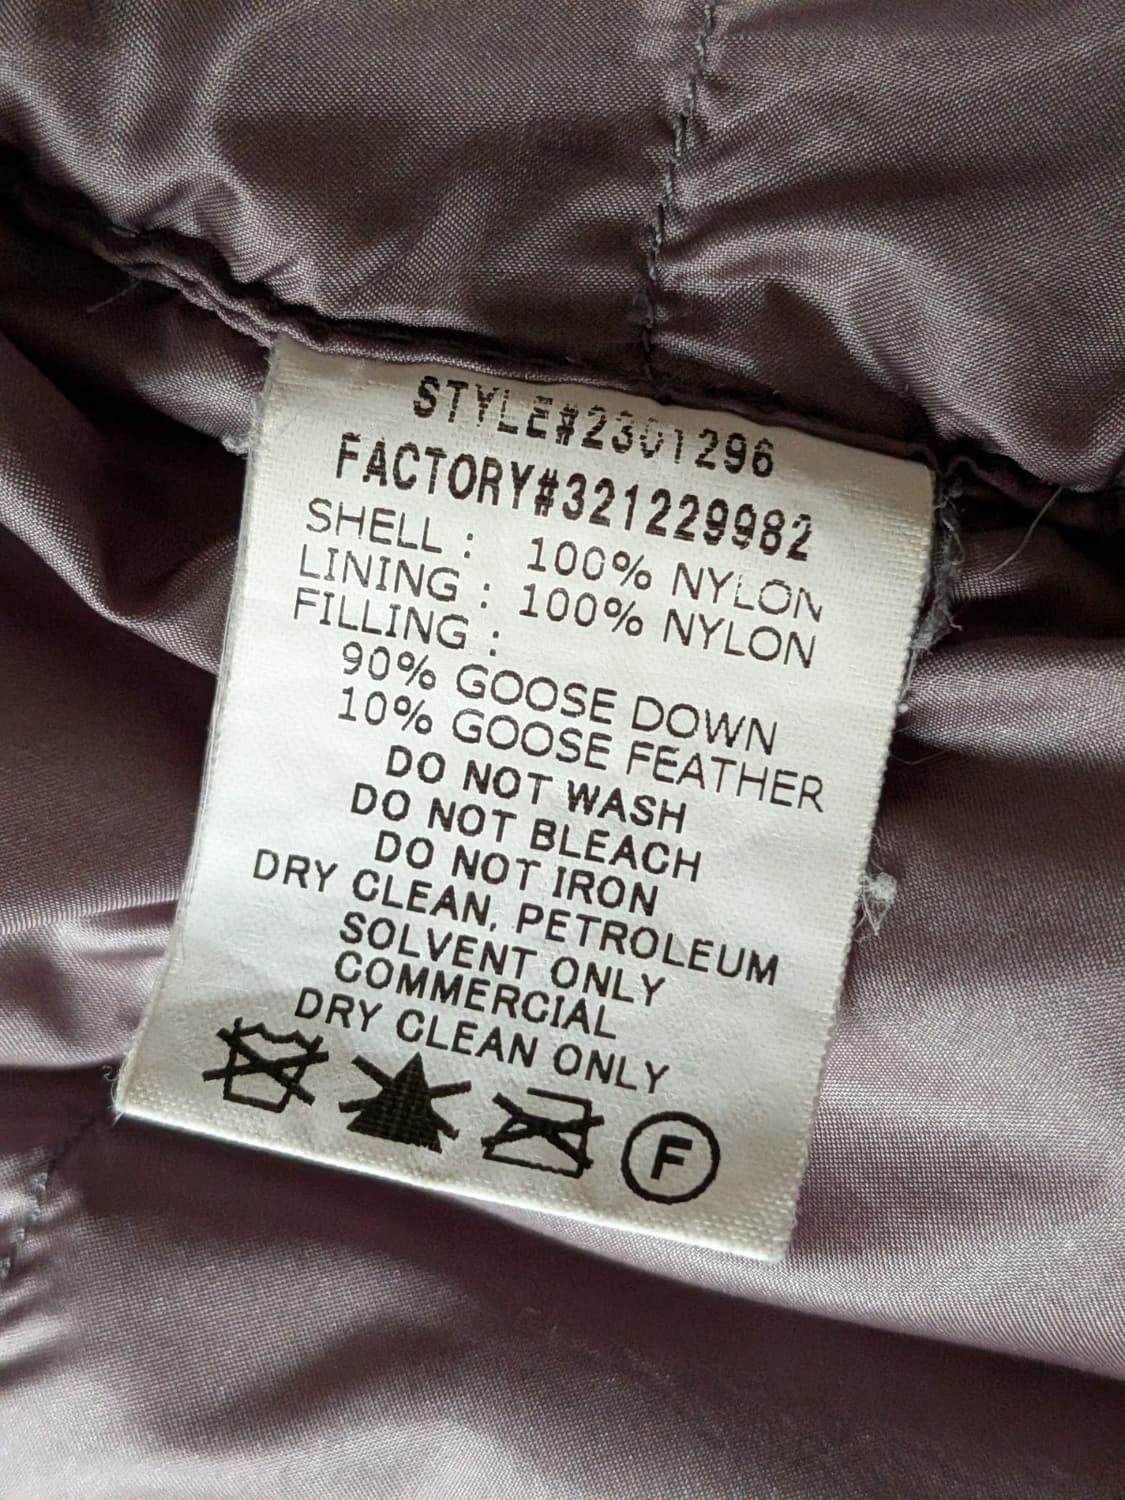 STYLE#2301296
FACTORY#321229982
SHELL : 100% NYLON
LINING : 100% NYLON
FILLING :
90% GOOSE DOWN
10% GOOSE FEATHER
DO NOT WASH
DO NOT BLEACH
DO NOT IRON
DRY CLEAN, PETROLEUM
SOLVENT ONLY
COMMERCIAL
DRY CLEAN ONLY
F